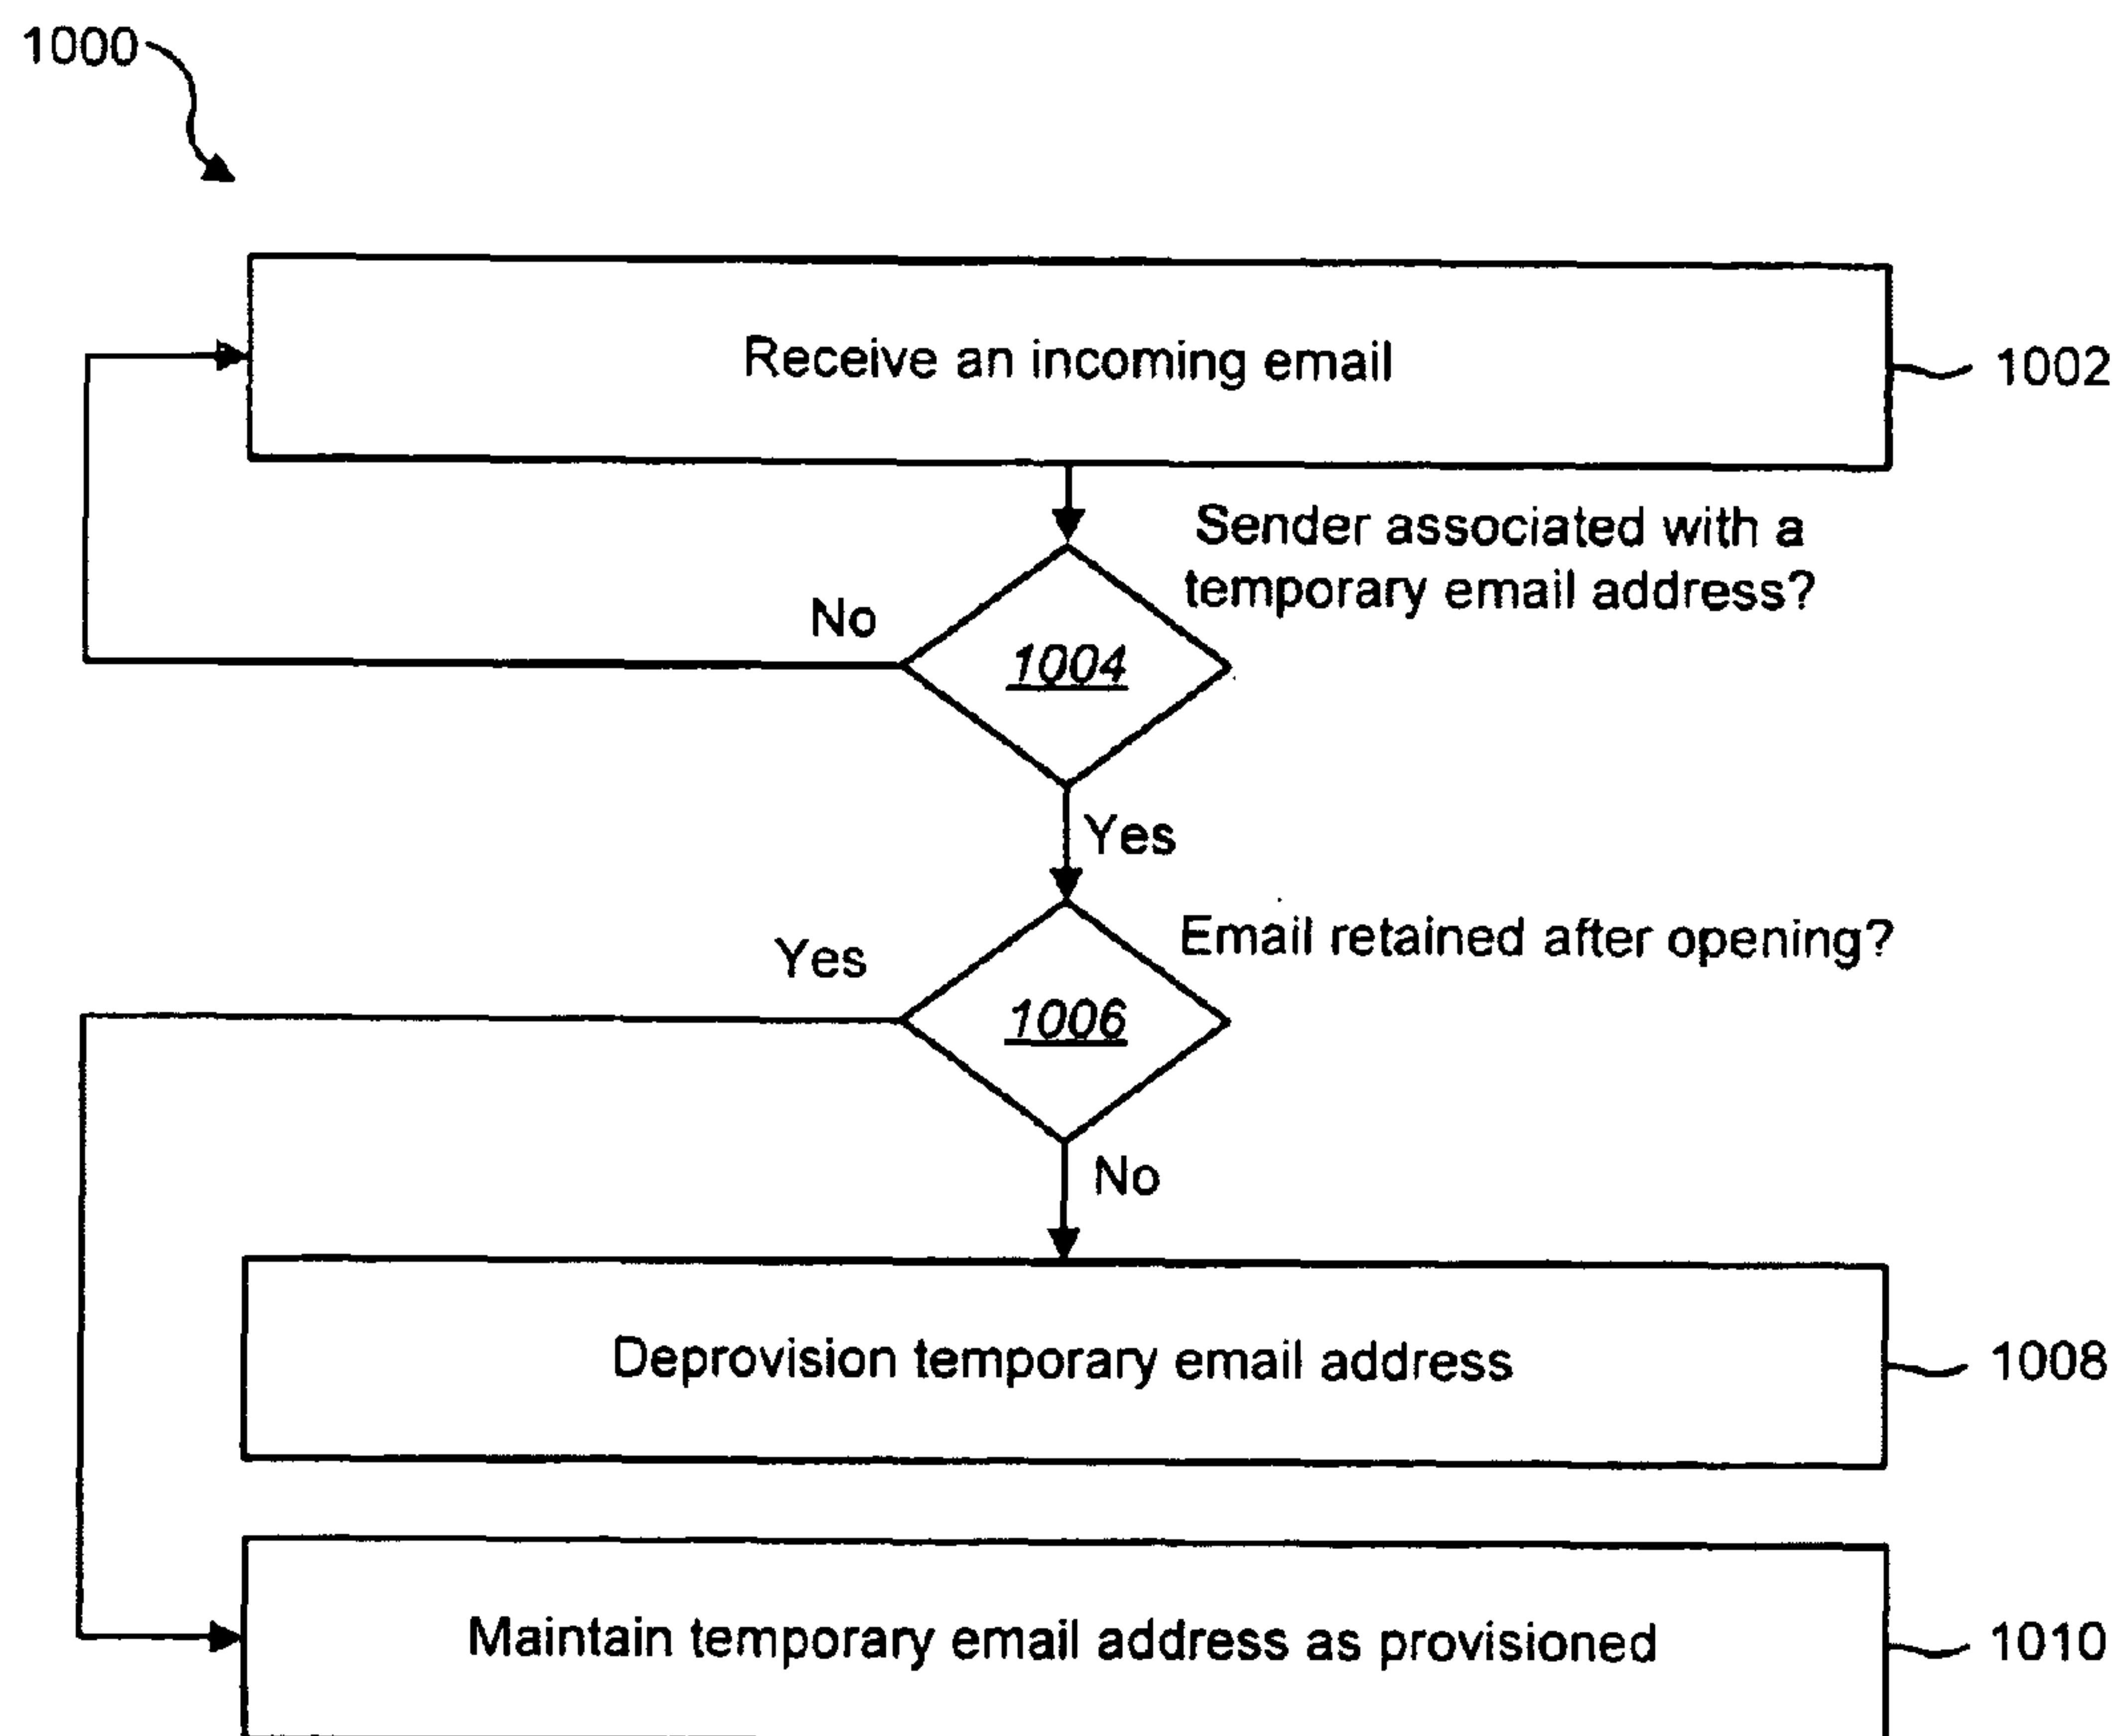 1000
Receive an incoming email
1002
Sender associated with a
temporary email address?
No
1004
Yes
Email retained after opening?
Yes
1006
No
Deprovision temporary email address
1008
Maintain temporary email address as provisioned
1010